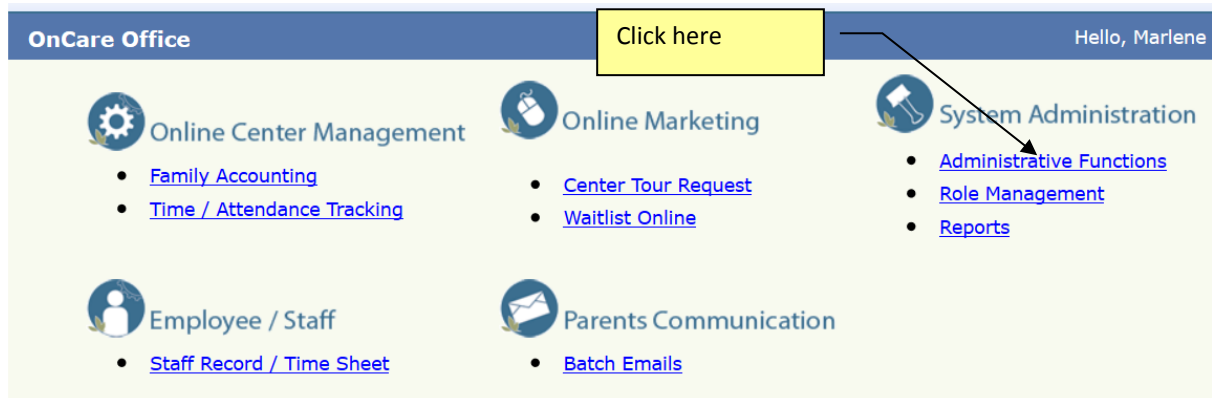 OnCare Office
Click here
Hello, Marlene
Online Center Management
Family Accounting
Time / Attendance Tracking
Online Marketing
Center Tour Request
Waitlist Online
System Administration
Administrative Functions
Role Management
Reports
Employee / Staff
Staff Record / Time Sheet
Parents Communication
Batch Emails